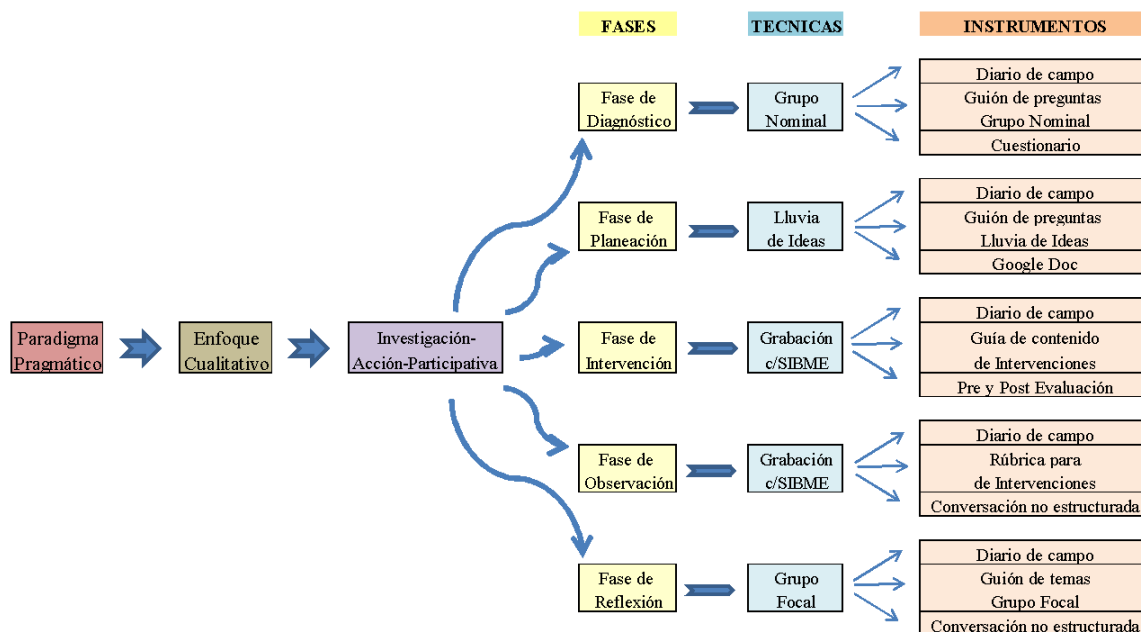 FASES
TECNICAS
INSTRUMENTOS
Fase de
Diagnóstico
Grupo
Nominal
Diario de campo
Guión de preguntas
Grupo Nominal
Cuestionario
Fase de
Planeación
Lluvia
de Ideas
Diario de campo
Guión de preguntas
Lluvia de Ideas
Google Doc
Paradigma
Pragmático
Enfoque
Cualitativo
Investigación-
Acción-Participativa
Fase de
Intervención
Grabación
c/SIBME
Diario de campo
Guía de contenido
de Intervenciones
Pre y Post Evaluación
Fase de
Observación
Grabación
c/SIBME
Diario de campo
Rúbrica para
de Intervenciones
Conversación no estructurada
Fase de
Reflexión
Grupo
Focal
Diario de campo
Guión de temas
Grupo Focal
Conversación no estructurada